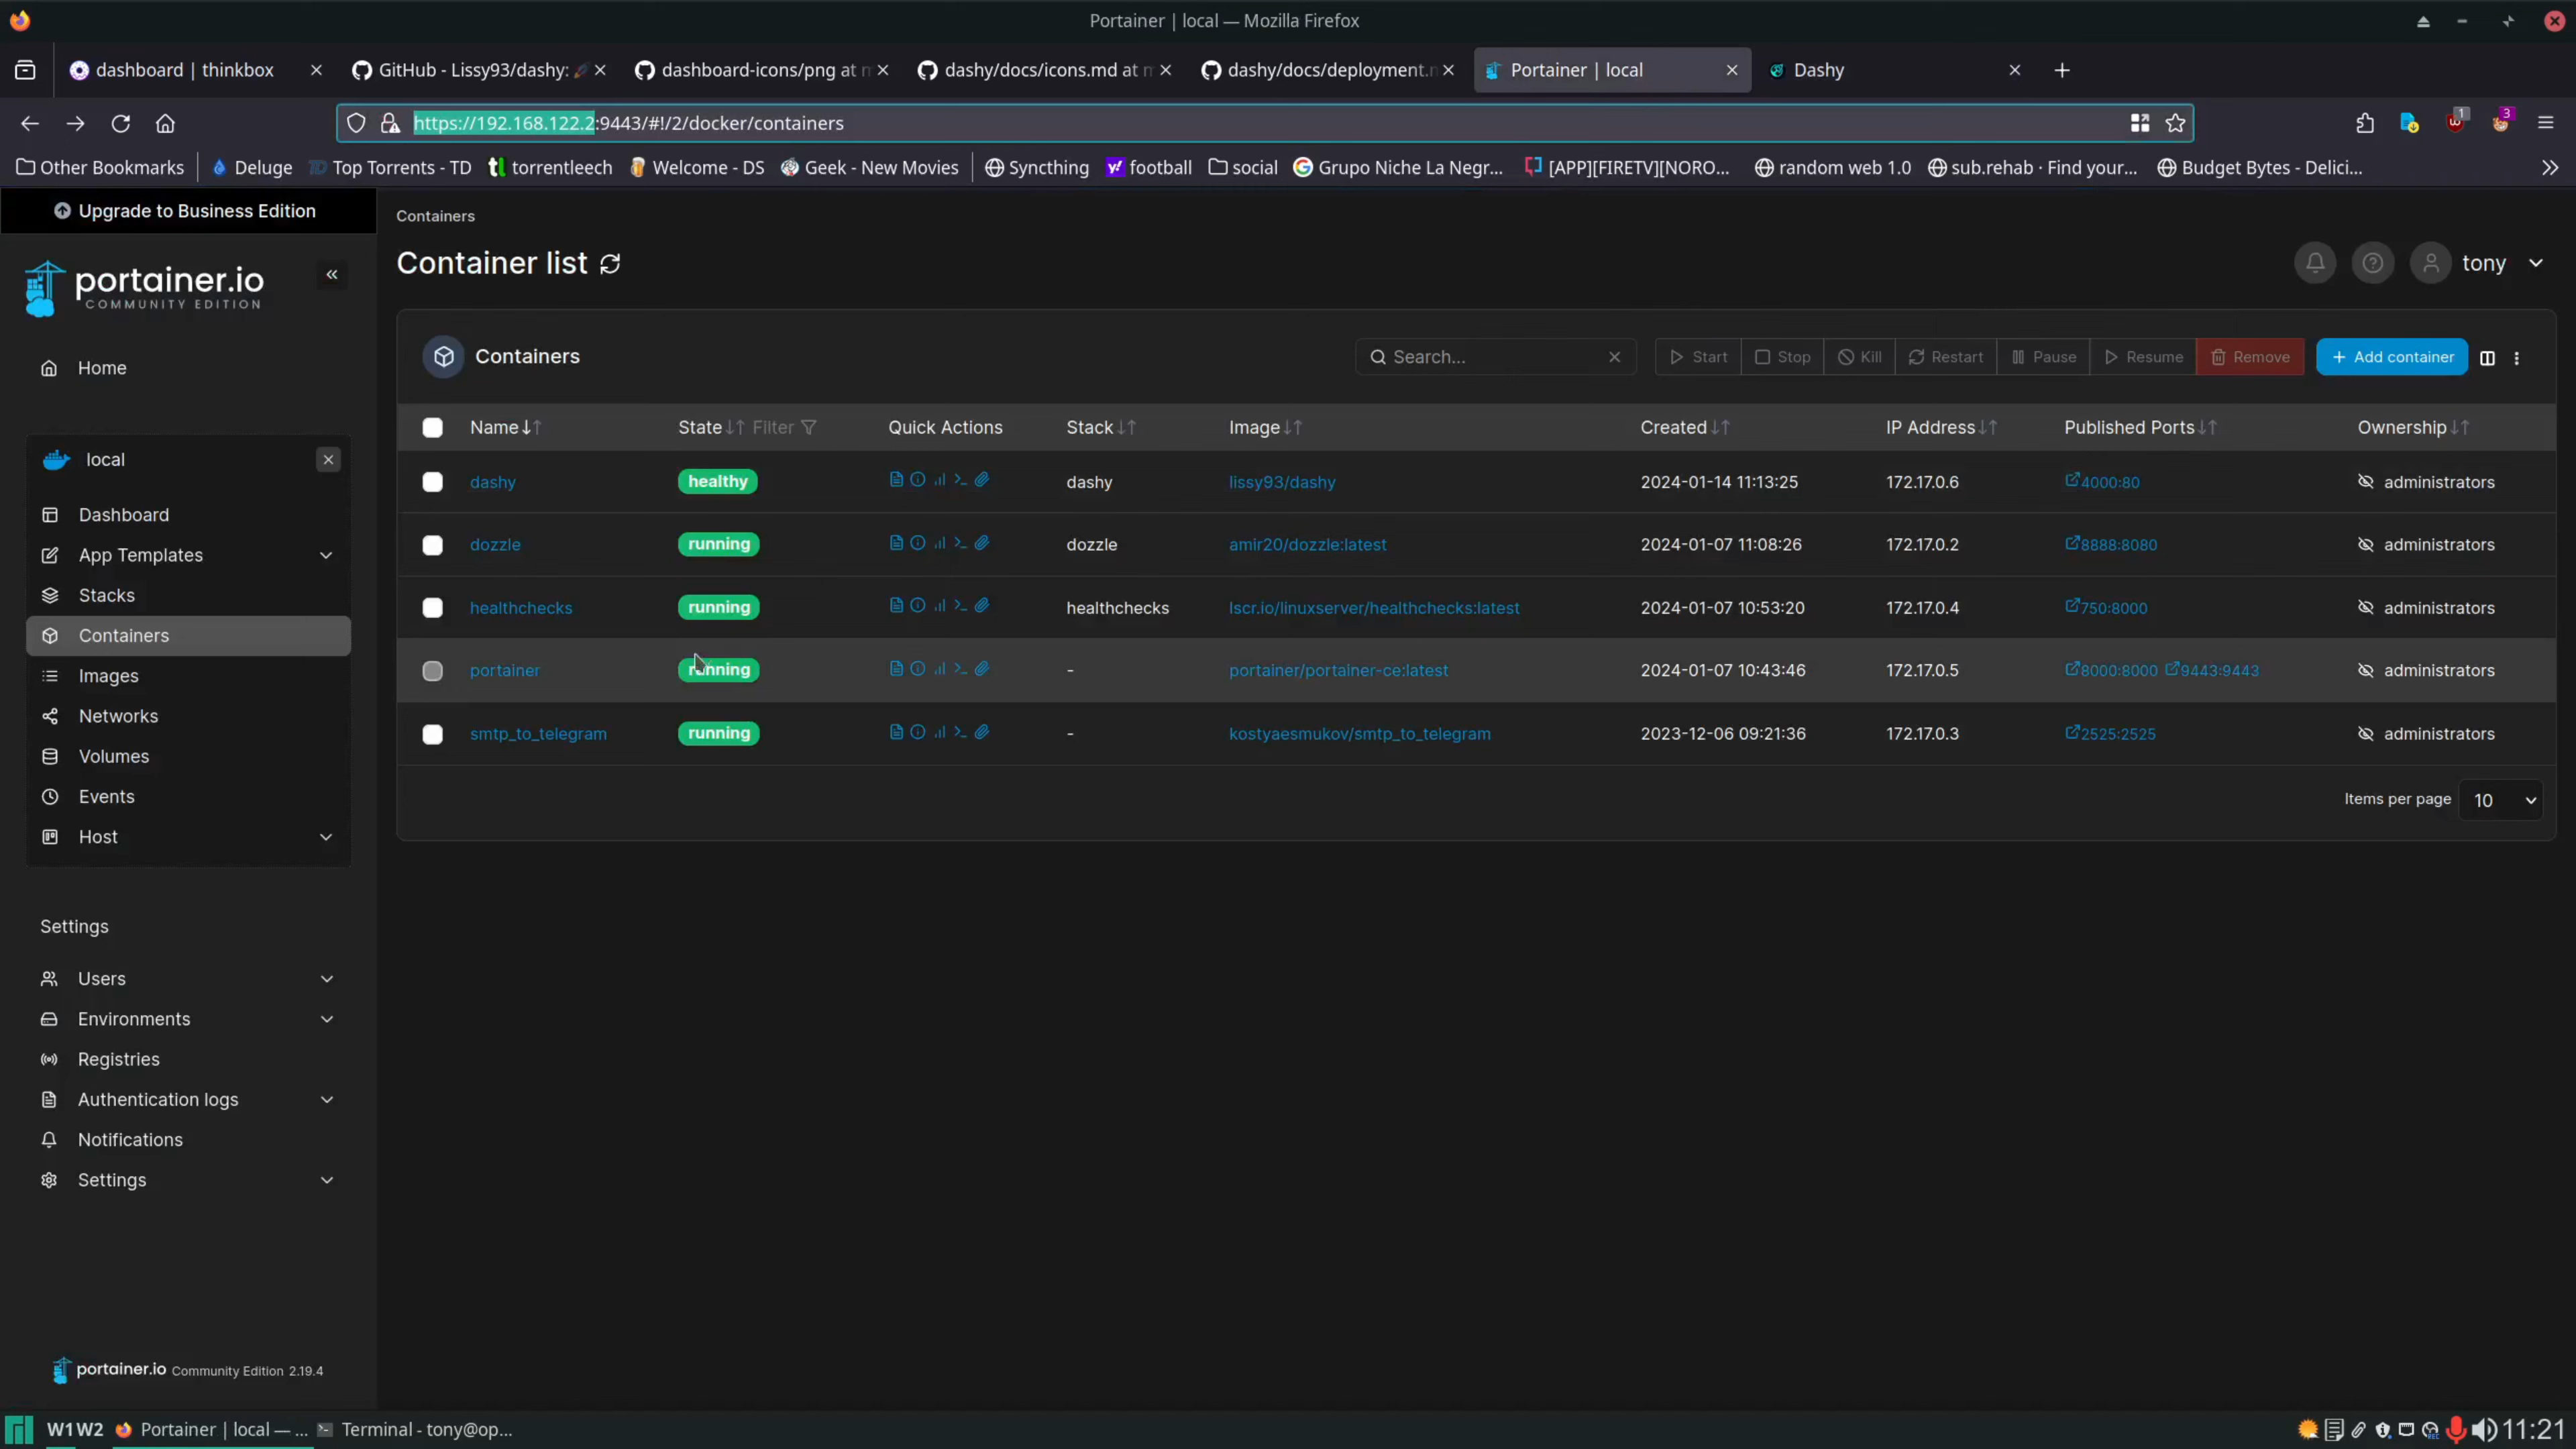 Portainer | local — Mozilla Firefox
dashboard | thinkbox
GitHub - Lissy93/dashy:
dashboard-icons/png at m
dashy/docs/icons.md at m
dashy/docs/deployment.m
Portainer | local
Dashy
https://192.168.122.2:9443/#!/2/docker/containers
1
3
Other Bookmarks
Deluge
Top Torrents - TD
torrentleech
Welcome - DS
Geek - New Movies
Syncthing
football
social
Grupo Niche La Negr...
[APP][FIRETV][NORO...
random web 1.0
sub.rehab · Find your...
Budget Bytes - Delici...
Upgrade to Business Edition
portainer.io
COMMUNITY EDITION
Home
local
Dashboard
App Templates
Stacks
Containers
Images
Networks
Volumes
Events
Host
Settings
Users
Environments
Registries
Authentication logs
Notifications
Settings
portainer.io Community Edition 2.19.4
Containers
Container list
tony
Containers
Search...
Start
Stop
Kill
Restart
Pause
Resume
Remove
+ Add container
Name State Filter Quick Actions Stack Image Created IP Address Published Ports Ownership
dashy healthy dashy lissy93/dashy 2024-01-14 11:13:25 172.17.0.6 4000:80 administrators
dozzle running dozzle amir20/dozzle:latest 2024-01-07 11:08:26 172.17.0.2 8888:8080 administrators
healthchecks running healthchecks lscr.io/linuxserver/healthchecks:latest 2024-01-07 10:53:20 172.17.0.4 750:8000 administrators
portainer running - portainer/portainer-ce:latest 2024-01-07 10:43:46 172.17.0.5 8000:8000 9443:9443 administrators
smtp_to_telegram running - kostyaesmukov/smtp_to_telegram 2023-12-06 09:21:36 172.17.0.3 2525:2525 administrators
Items per page 10
W1 W2
Portainer | local — ...
Terminal - tony@op...
11:21